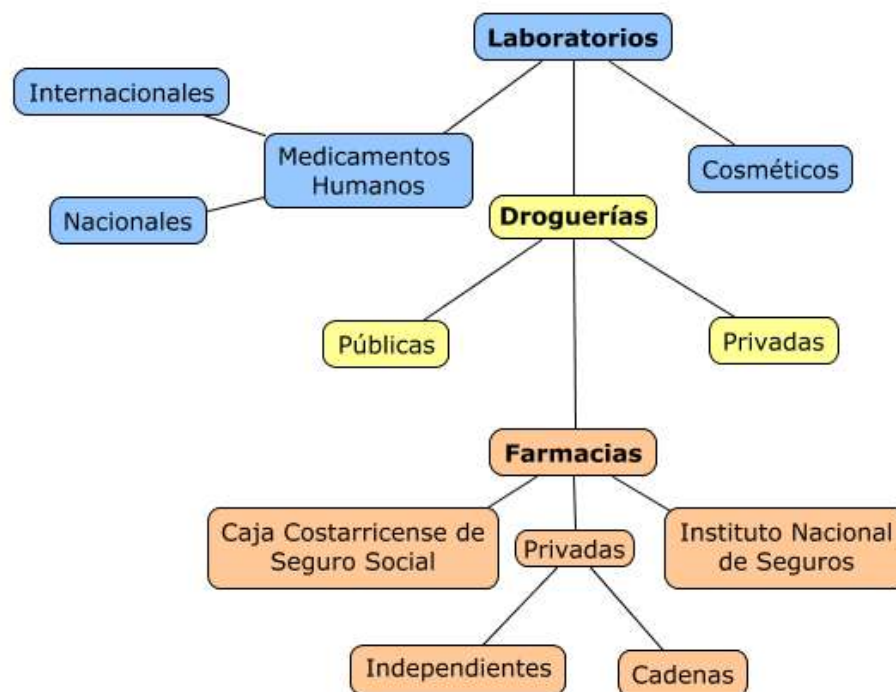 Laboratorios
Internacionales
Medicamentos
Humanos
Cosméticos
Nacionales
Droguerías
Públicas
Privadas
Farmacias
Caja Costarricense de
Seguro Social
Privadas
Instituto Nacional
de Seguros
Independientes
Cadenas